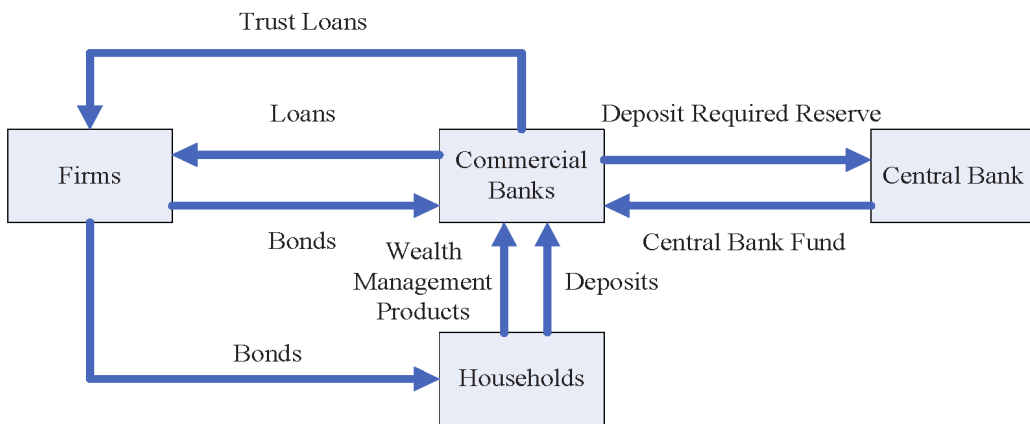 Trust Loans
Loans
Deposit Required Reserve
Firms
Commercial
Banks
Central Bank
Bonds
Wealth
Management
Products
Deposits
Central Bank Fund
Bonds
Households